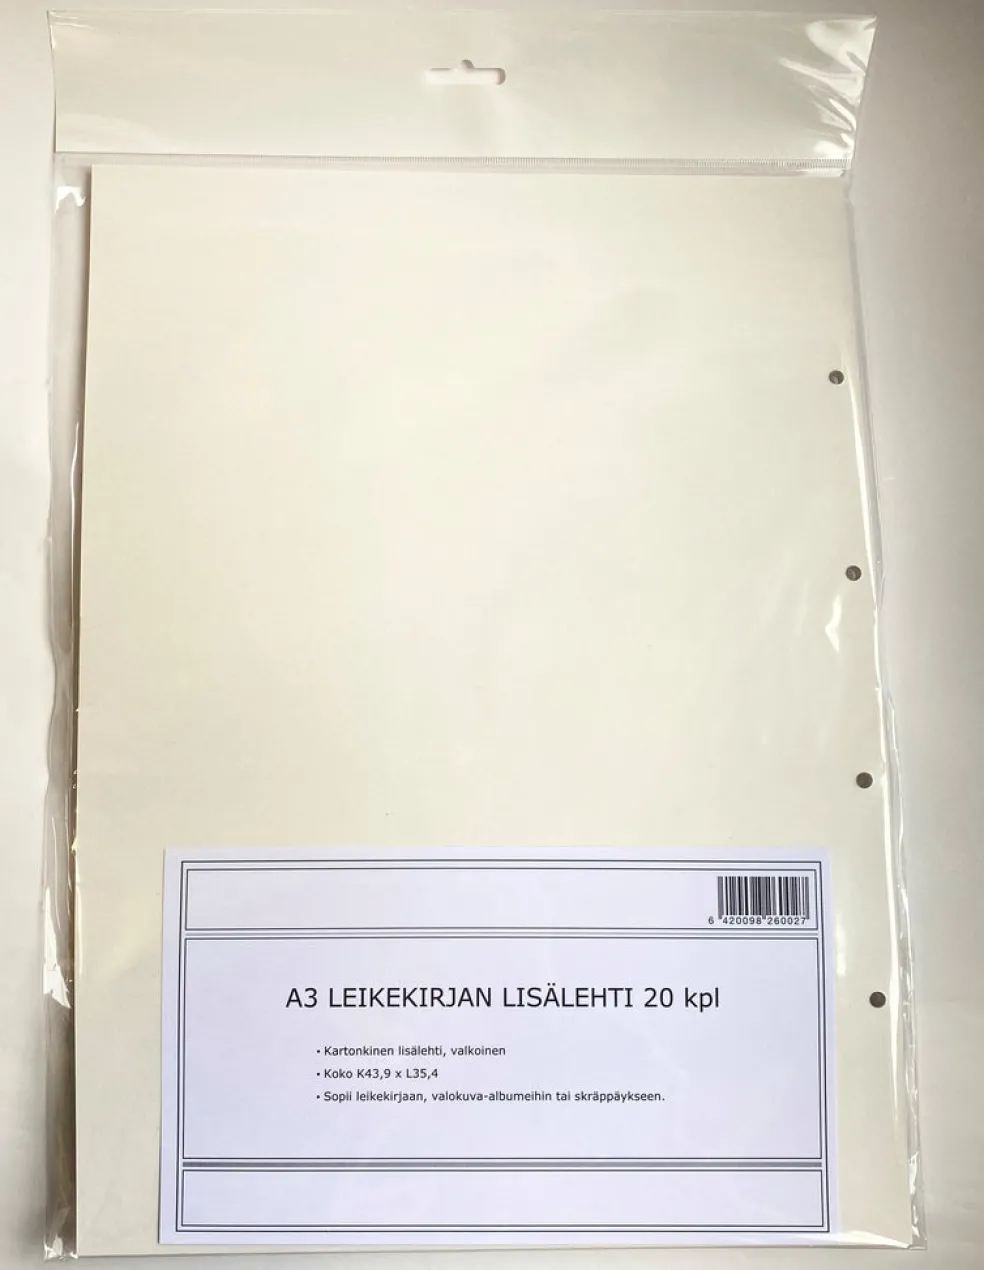 6 420098 260027
A3 LEIKEKIRJAN LISÄLEHTI 20 kpl
• Kartonkinen lisälehti, valkoinen
• Koko K43,9 x L35,4
• Sopii leikekirjaan, valokuva-albumeihin tai skräppäykseen.